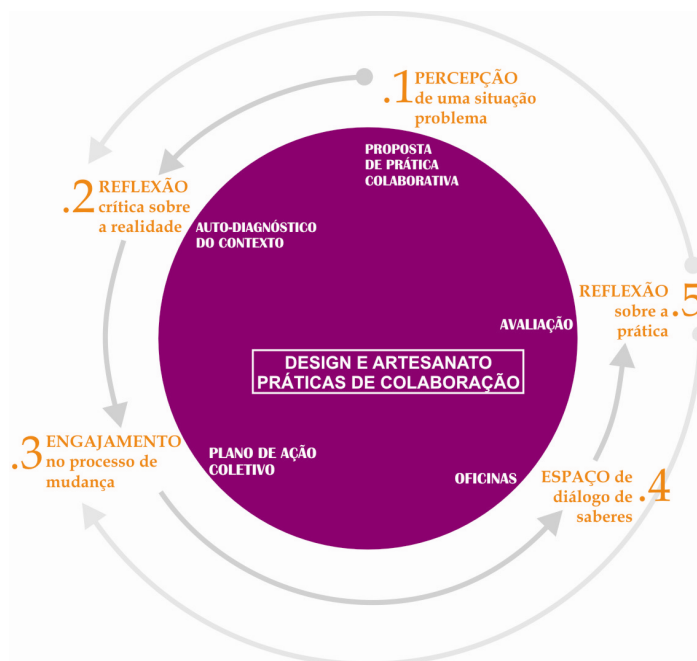 .1 PERCEPÇÃO
de uma situação
problema
PROPOSTA
DE PRÁTICA
COLABORATIVA
.2 REFLEXÃO
crítica sobre
a realidade
AUTO-DIAGNÓSTICO
DO CONTEXTO
REFLEXÃO .5
sobre a
prática
AVALIAÇÃO
DESIGN E ARTESANATO
PRÁTICAS DE COLABORAÇÃO
.3 ENGAJAMENTO
no processo de
mudança
PLANO DE AÇÃO
COLETIVO
OFICINAS
ESPAÇO de
diálogo de .4
saberes